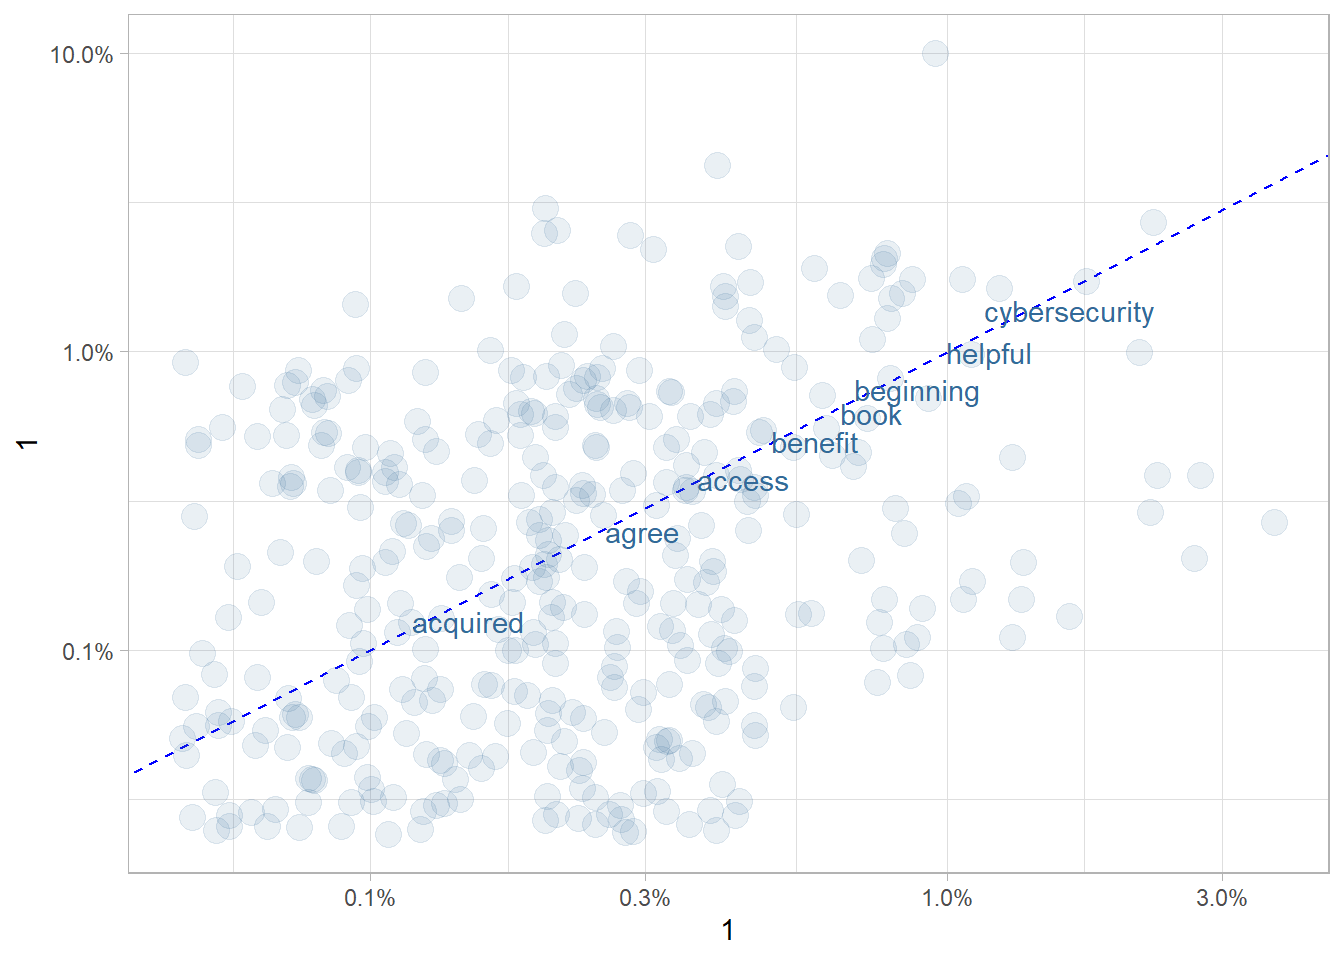 10.0%
1.0%
0.1%
1
cybersecurity
helpful
beginning
book
benefit
access
agree
acquired
0.1%
0.3%
1.0%
3.0%
1